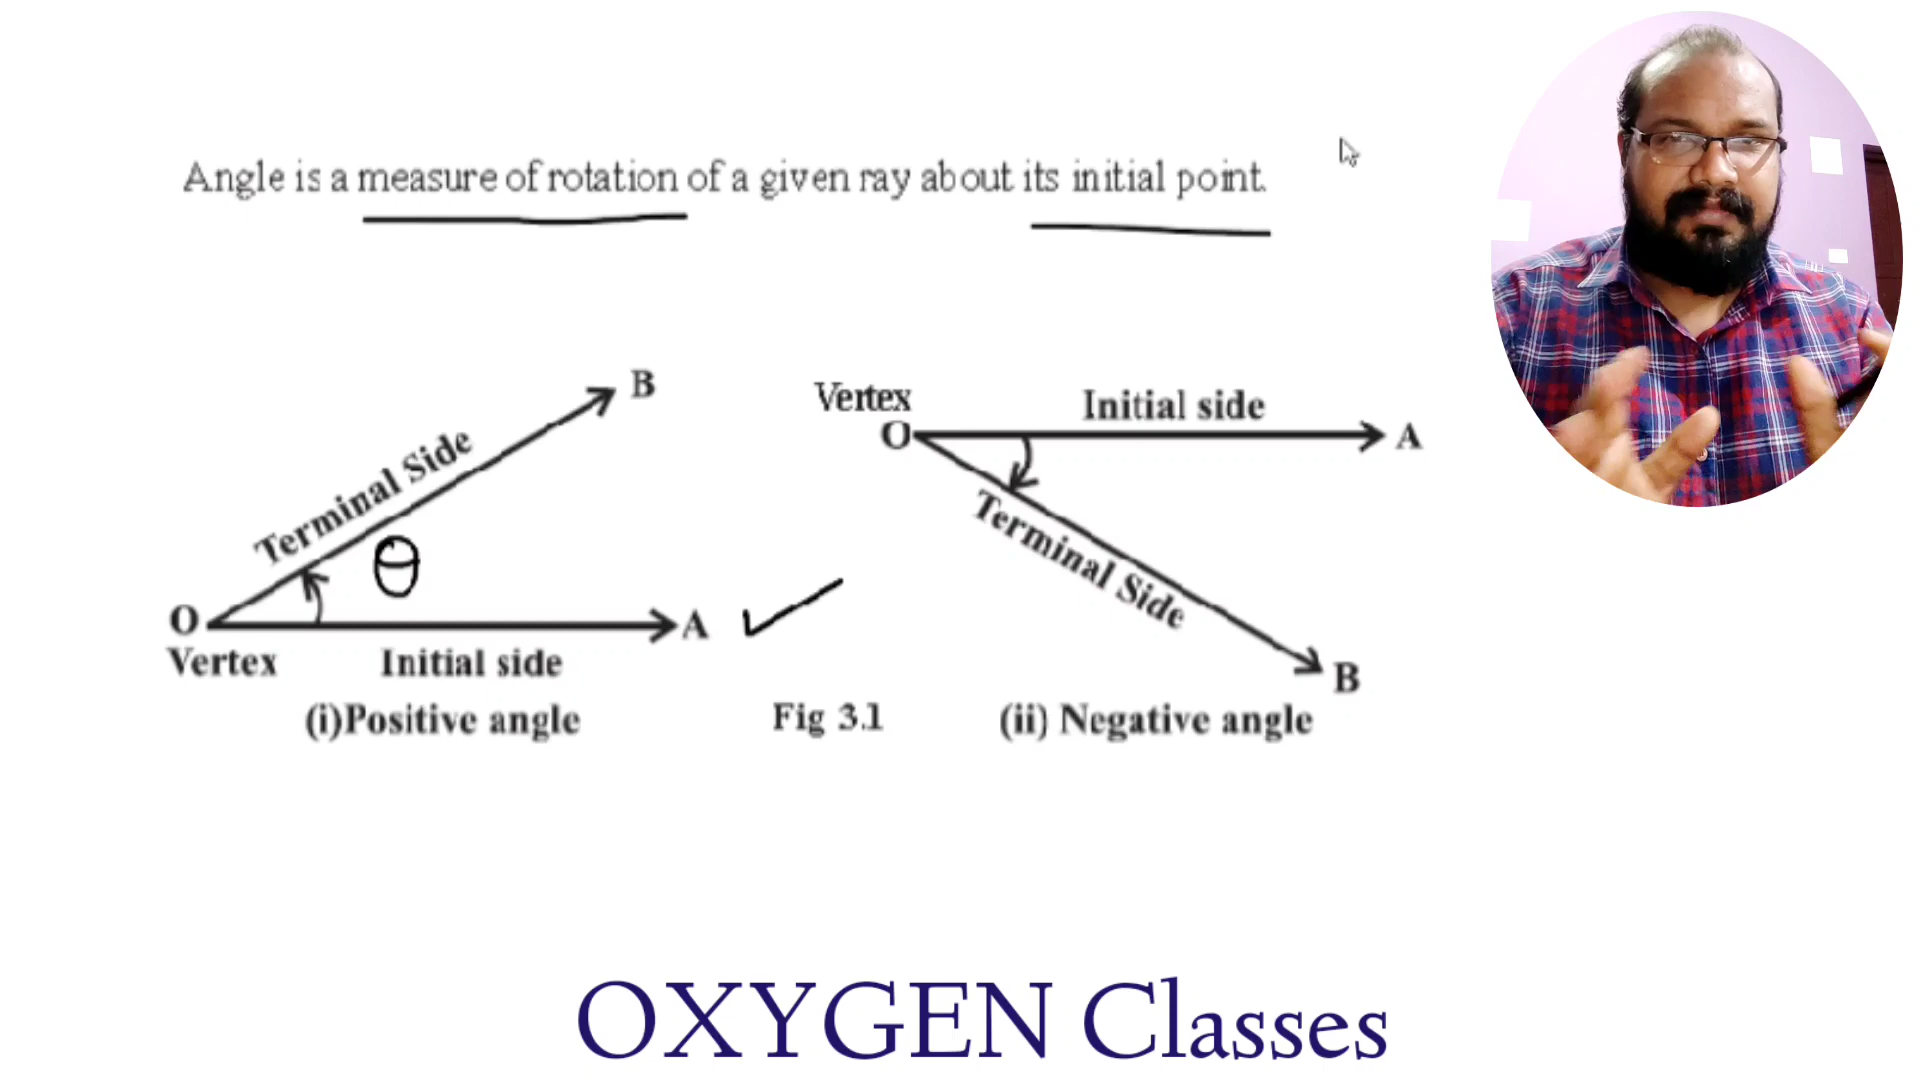 Angle is a measure of rotation of a given ray about its initial point.
B
Terminal Side
θ
O
A
Vertex
Initial side
(i)Positive angle
Fig 3.1
Vertex
Initial side
O
A
Terminal Side
B
(ii) Negative angle
OXYGEN Classes